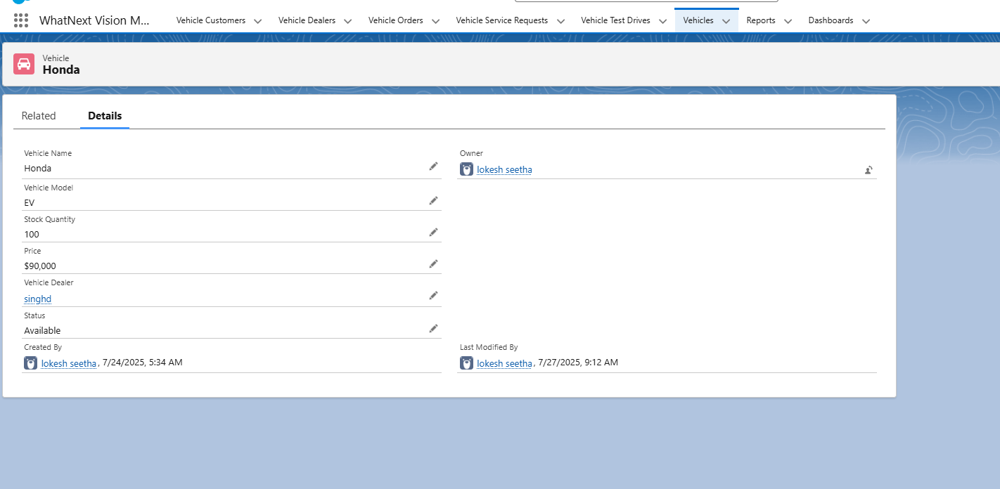 WhatNext Vision M... Vehicle Customers Vehicle Dealers Vehicle Orders Vehicle Service Requests Vehicle Test Drives Vehicles Reports Dashboards
Vehicle
Honda
Related Details
Vehicle Name
Honda
Owner
lokesh seetha
Vehicle Model
EV
Stock Quantity
100
Price
$90,000
Vehicle Dealer
singhd
Status
Available
Created By
lokesh seetha, 7/24/2025, 5:34 AM
Last Modified By
lokesh seetha, 7/27/2025, 9:12 AM